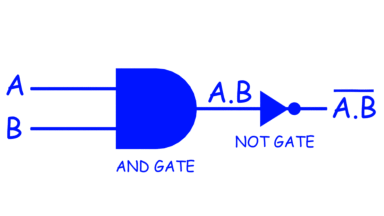 A
B
A.B
A̅.̅B̅
AND GATE
NOT GATE